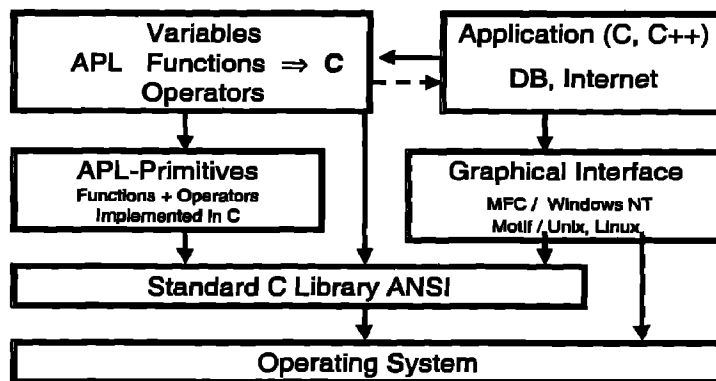 Variables
APL Functions ⇒ C
Operators
Application (C, C++)
DB, Internet
APL-Primitives
Functions + Operators
Implemented in C
Graphical Interface
MFC / Windows NT
Motif / Unix, Linux
Standard C Library ANSI
Operating System